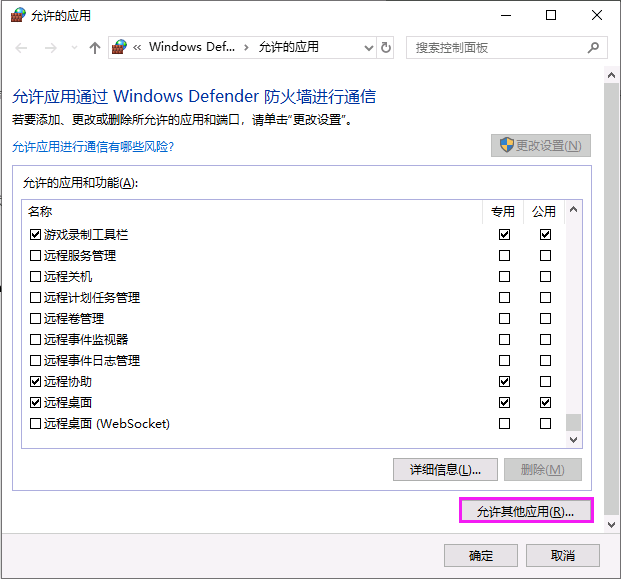 允许的应用
« Windows Def... › 允许的应用
搜索控制面板
允许应用通过 Windows Defender 防火墙进行通信
若要添加、更改或删除所允许的应用和端口，请单击"更改设置"。
允许应用进行通信有哪些风险?
更改设置(N)
允许的应用和功能(A):
名称 专用 公用
游戏录制工具栏
远程服务管理
远程关机
远程计划任务管理
远程卷管理
远程事件监视器
远程事件日志管理
远程协助
远程桌面
远程桌面 (WebSocket)
详细信息(L)...
删除(M)
允许其他应用(R)...
确定
取消